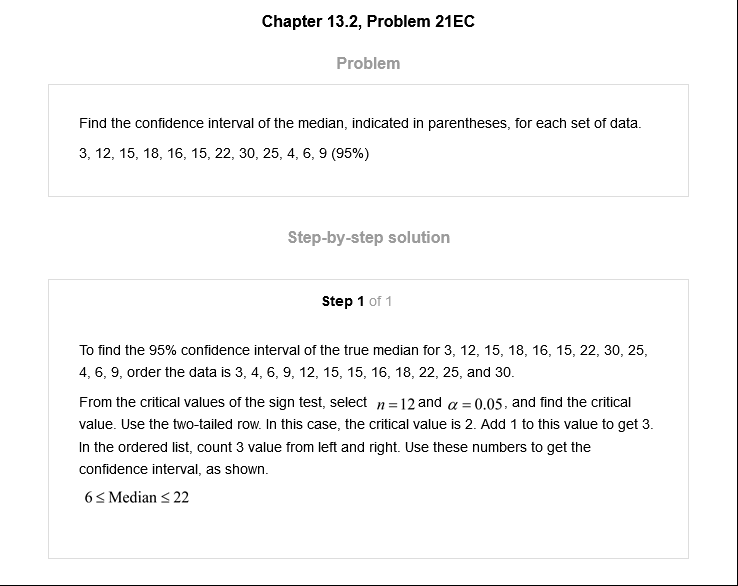 Chapter 13.2, Problem 21EC
Problem
Find the confidence interval of the median, indicated in parentheses, for each set of data.
3, 12, 15, 18, 16, 15, 22, 30, 25, 4, 6, 9 (95%)
Step-by-step solution
Step 1 of 1
To find the 95% confidence interval of the true median for 3, 12, 15, 18, 16, 15, 22, 30, 25,
4, 6, 9, order the data is 3, 4, 6, 9, 12, 15, 15, 16, 18, 22, 25, and 30.
From the critical values of the sign test, select n = 12 and α = 0.05, and find the critical
value. Use the two-tailed row. In this case, the critical value is 2. Add 1 to this value to get 3.
In the ordered list, count 3 value from left and right. Use these numbers to get the
confidence interval, as shown.
6 ≤ Median ≤ 22